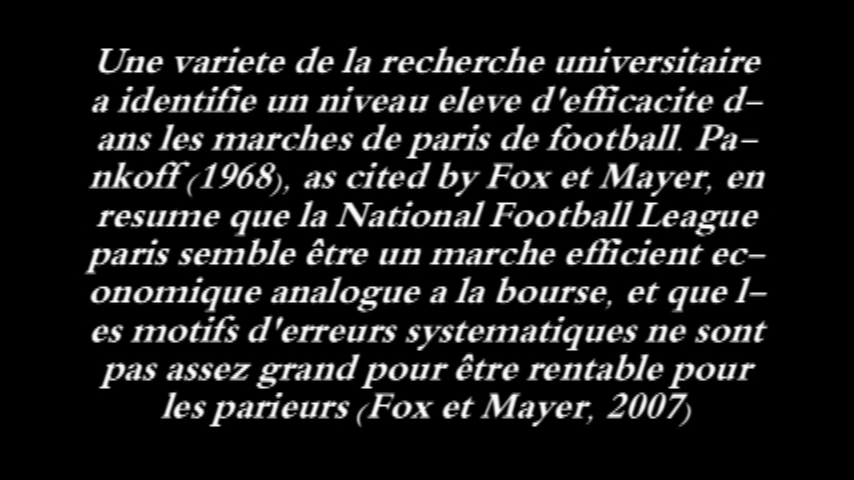 Une variete de la recherche universitaire
a identifie un niveau eleve d'efficacite d-
ans les marches de paris de football. Pa-
nkoff (1968), as cited by Fox et Mayer, en
resume que la National Football League
paris semble être un marche efficient ec-
onomique analogue a la bourse, et que l-
es motifs d'erreurs systematiques ne sont
pas assez grand pour être rentable pour
les parieurs (Fox et Mayer, 2007)